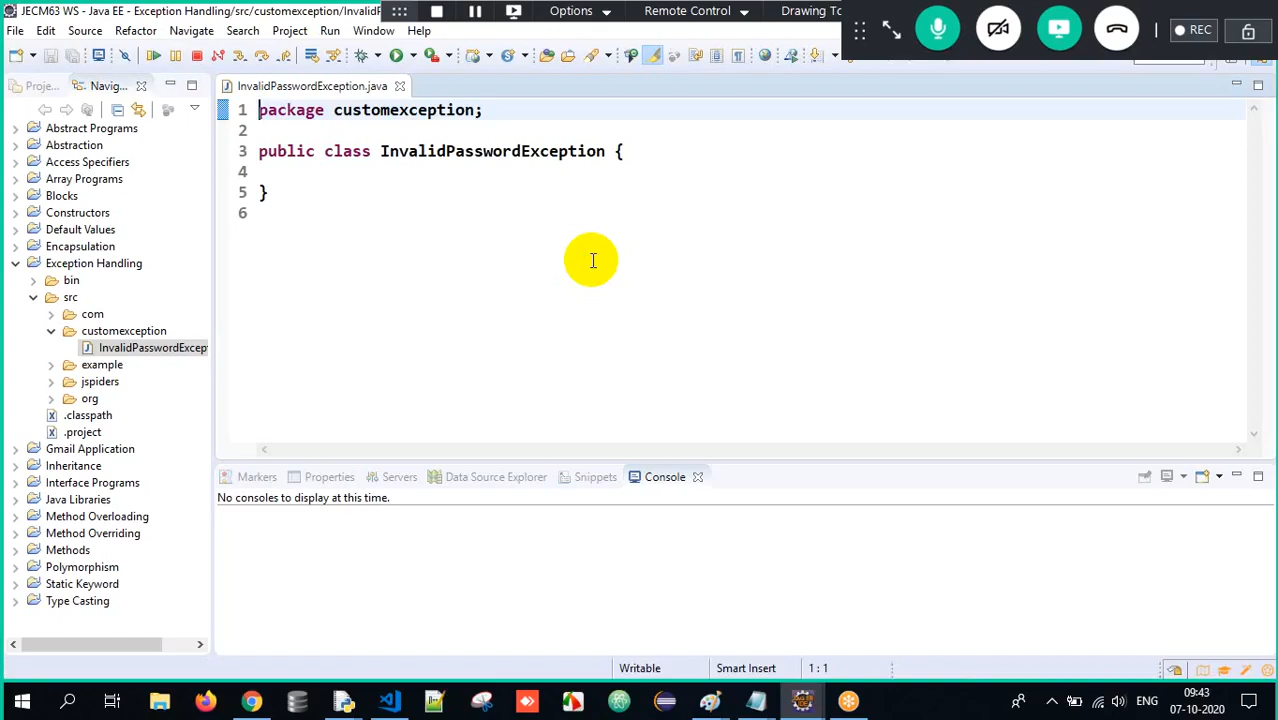 JECM63 WS - Java EE - Exception Handling/src/customexception/InvalidP
Options
Remote Control
Drawing To
REC
File Edit Source Refactor Navigate Search Project Run Window Help
Proje...
Navig...
InvalidPasswordException.java
1 package customexception;
2
3 public class InvalidPasswordException {
4
5 }
6
Abstract Programs
Abstraction
Access Specifiers
Array Programs
Blocks
Constructors
Default Values
Encapsulation
Exception Handling
bin
src
com
customexception
InvalidPasswordExcept
example
jspiders
org
.classpath
.project
Gmail Application
Inheritance
Interface Programs
Java Libraries
Method Overloading
Method Overriding
Methods
Polymorphism
Static Keyword
Type Casting
Markers Properties Servers Data Source Explorer Snippets Console
No consoles to display at this time.
Writable Smart Insert 1 : 1
ENG
09:43
07-10-2020